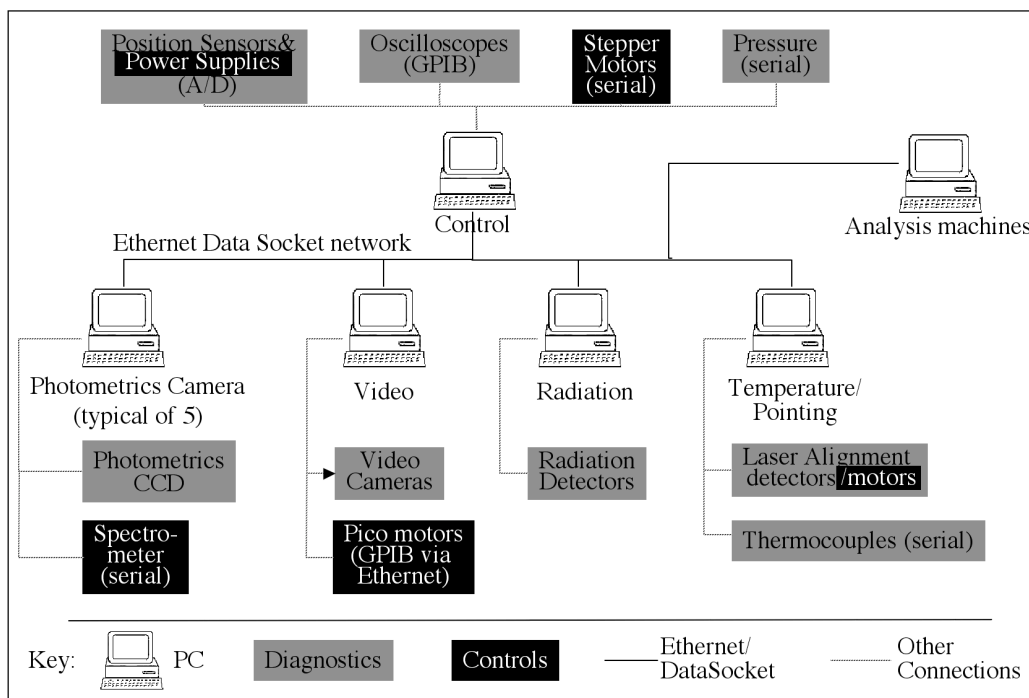 Position Sensors&
Power Supplies
(A/D)
Oscilloscopes
(GPIB)
Stepper
Motors
(serial)
Pressure
(serial)
Control
Analysis machines
Ethernet Data Socket network
Photometrics Camera
(typical of 5)
Video
Radiation
Temperature/
Pointing
Photometrics
CCD
Video
Cameras
Radiation
Detectors
Laser Alignment
detectors /motors
Spectro-
meter
(serial)
Pico motors
(GPIB via
Ethernet)
Thermocouples (serial)
Key:
PC
Diagnostics
Controls
Ethernet/
DataSocket
Other
Connections